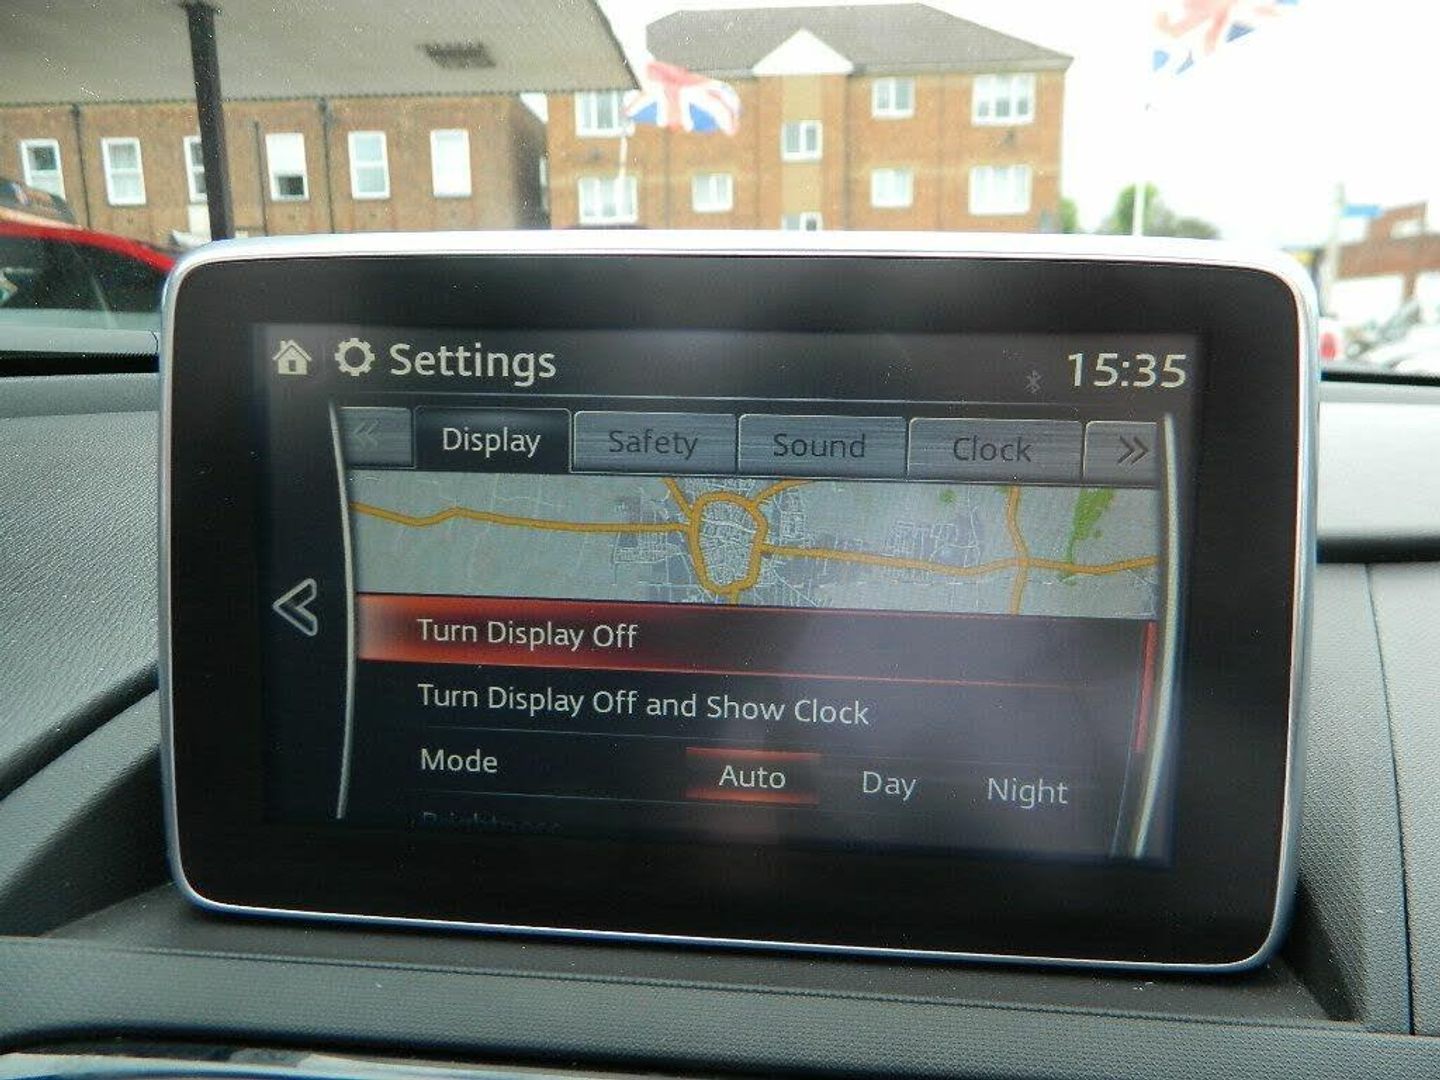 Settings 15:35
Display Safety Sound Clock
Turn Display Off
Turn Display Off and Show Clock
Mode Auto Day Night
Brightness